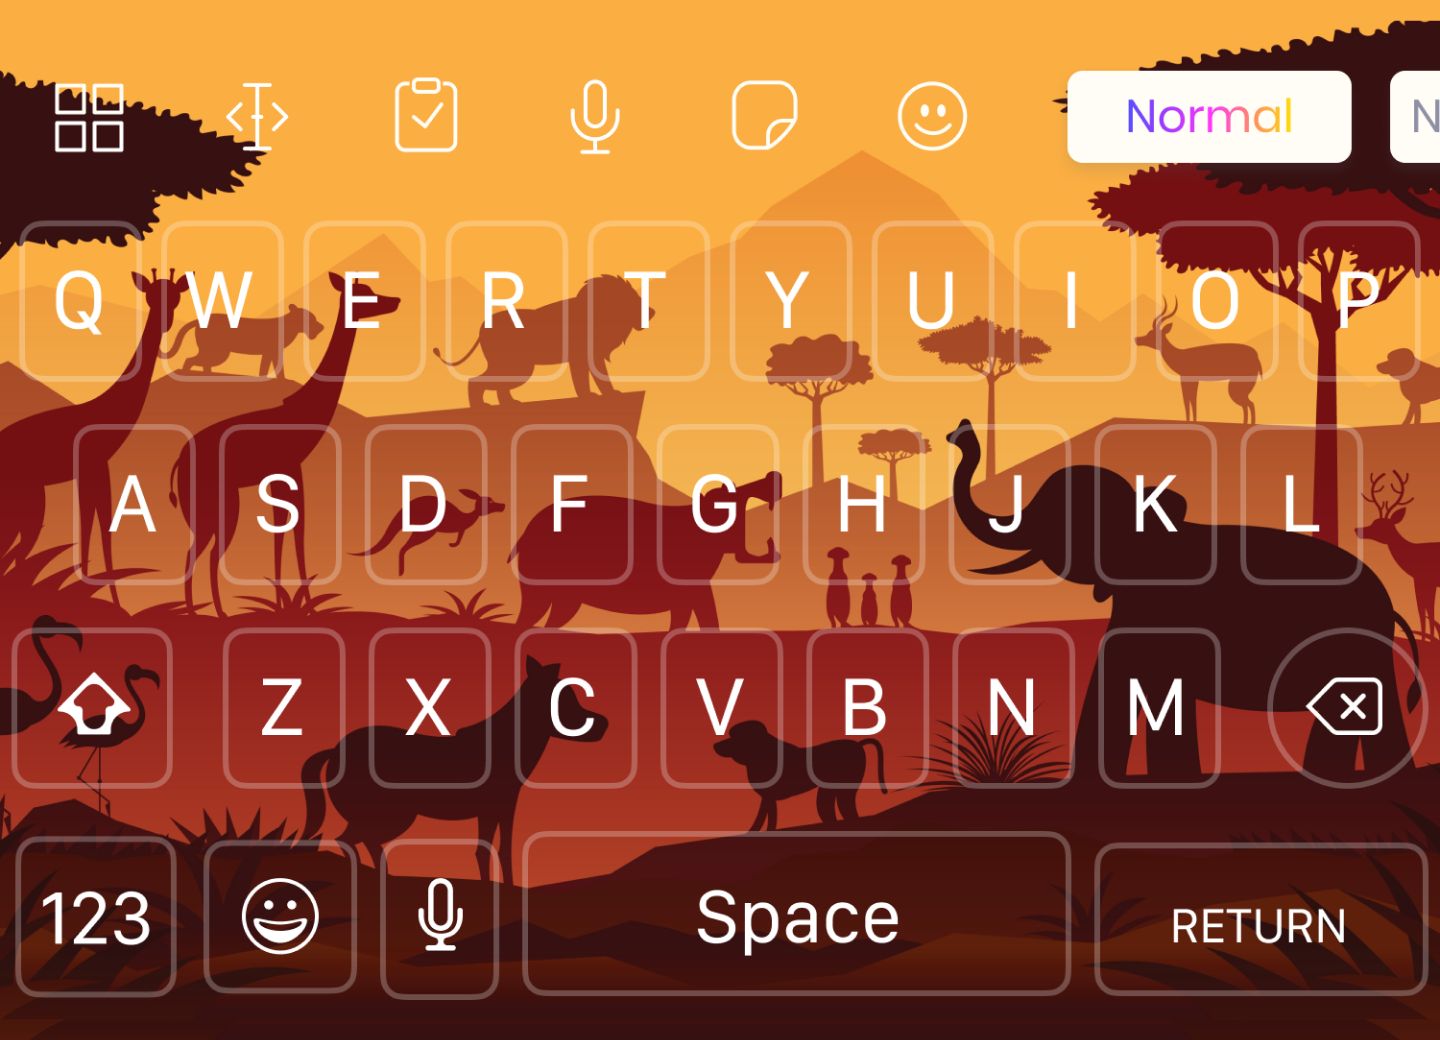 Normal N
Q W E R T Y U I O P
A S D F G H J K L
Z X C V B N M
123 Space RETURN